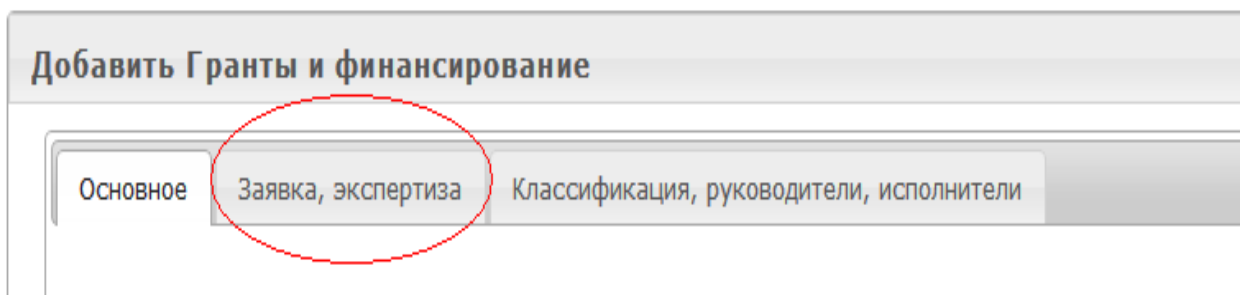 Добавить Гранты и финансирование
Основное Заявка, экспертиза Классификация, руководители, исполнители